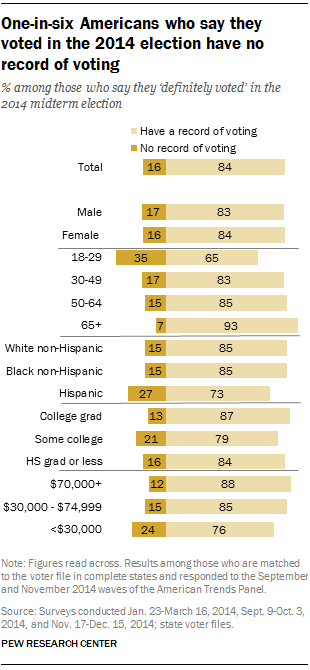 One-in-six Americans who say they
voted in the 2014 election have no
record of voting
% among those who say they ‘definitely voted’ in the
2014 midterm election
Have a record of voting
No record of voting
Total 16 84
Male 17 83
Female 16 84
18-29 35 65
30-49 17 83
50-64 15 85
65+ 7 93
White non-Hispanic 15 85
Black non-Hispanic 15 85
Hispanic 27 73
College grad 13 87
Some college 21 79
HS grad or less 16 84
$70,000+ 12 88
$30,000 - $74,999 15 85
<$30,000 24 76
Note: Figures read across. Results among those who are matched
to the voter file in complete states and responded to the September
and November 2014 waves of the American Trends Panel.
Source: Surveys conducted Jan. 23-March 16, 2014, Sept. 9-Oct. 3,
2014, and Nov. 17-Dec. 15, 2014; state voter files.
PEW RESEARCH CENTER